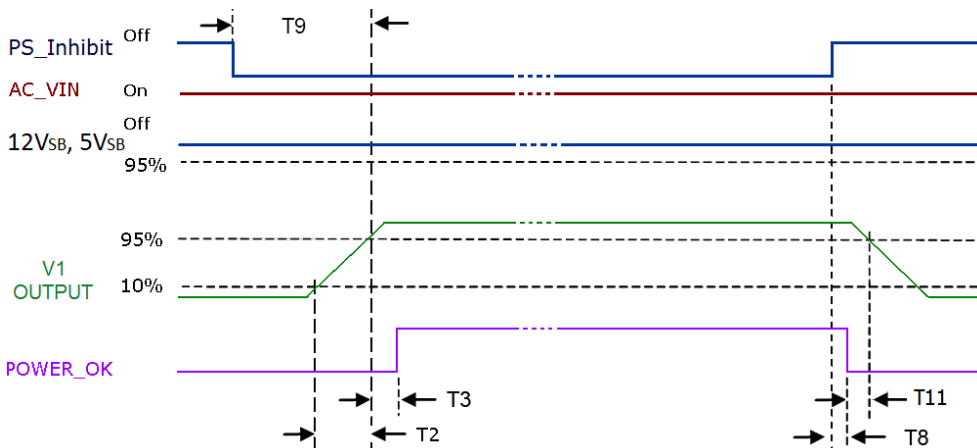 T9
Off
PS_Inhibit
AC_VIN
On
Off
12VSB, 5VSB
95%
95%
V1
OUTPUT
10%
POWER_OK
T3
T11
T2
T8